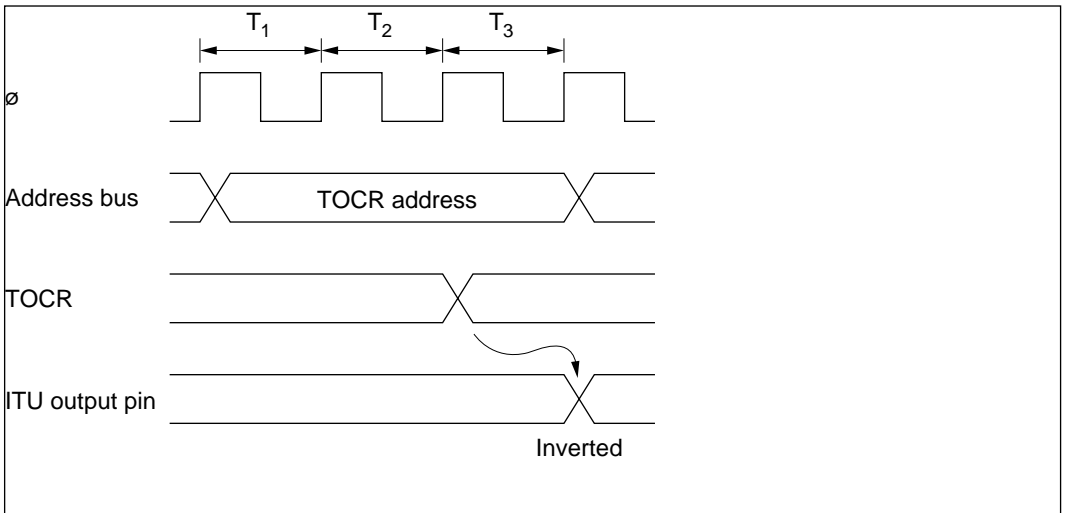 T1 T2 T3
ø
Address bus
TOCR address
TOCR
ITU output pin
Inverted